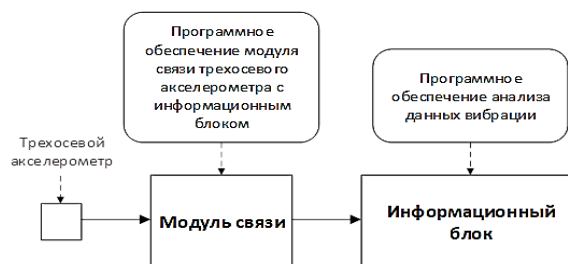 Программное
обеспечение модуля
связи трехосевого
акселерометра с
информационным
блоком
Программное
обеспечение анализа
данных вибрации
Трехосевой
акселерометр
Модуль связи
Информационный
блок